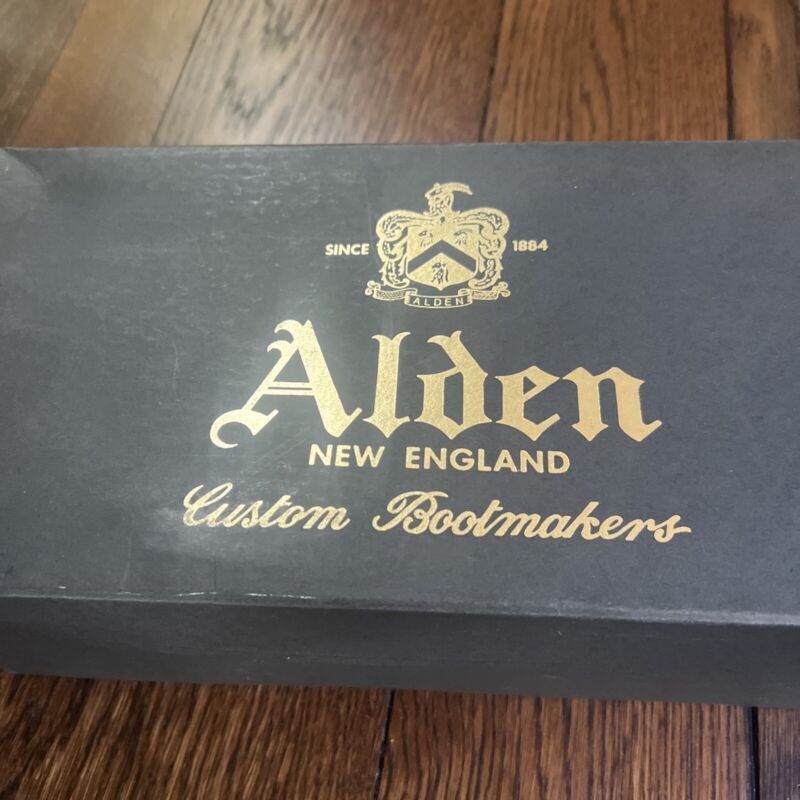 SINCE 1884
ALDEN
Alden
NEW ENGLAND
Custom Bootmakers